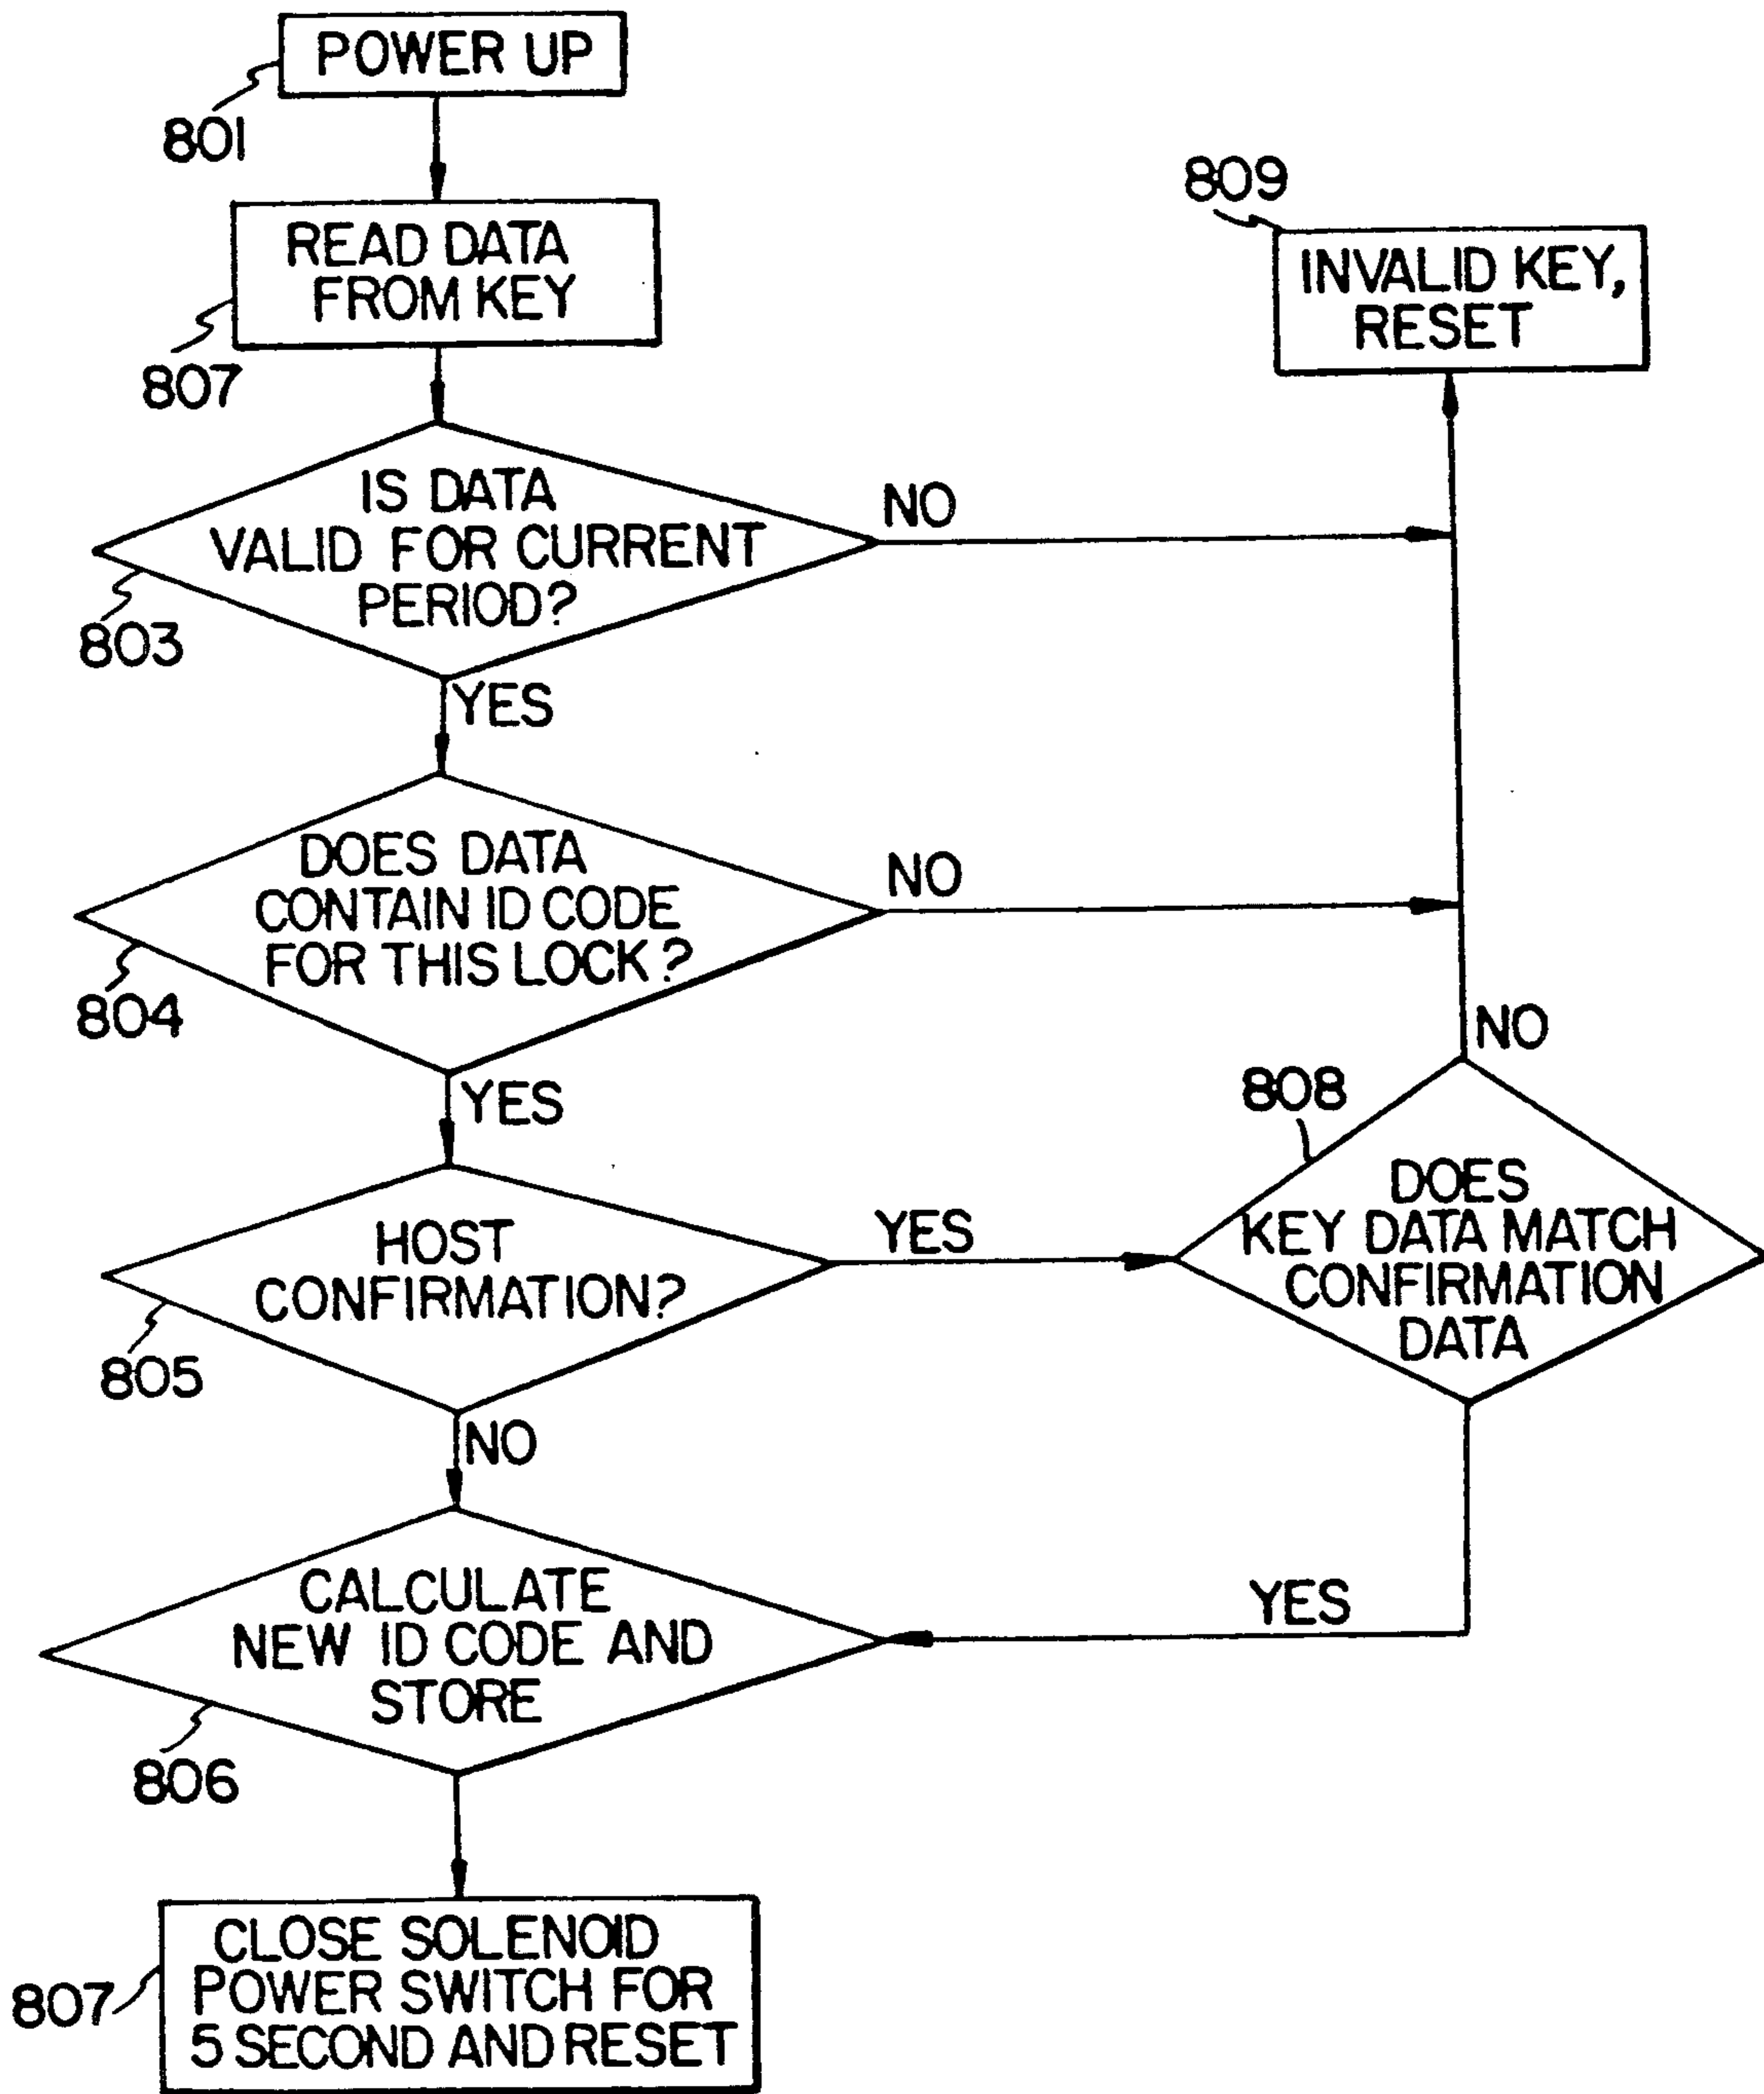 POWER UP
801
READ DATA
FROM KEY
807
809
INVALID KEY,
RESET
IS DATA
VALID FOR CURRENT
PERIOD?
803
NO
YES
DOES DATA
CONTAIN ID CODE
FOR THIS LOCK?
804
NO
YES
HOST
CONFIRMATION?
805
YES
NO
808
DOES
KEY DATA MATCH
CONFIRMATION
DATA
NO
YES
CALCULATE
NEW ID CODE AND
STORE
806
CLOSE SOLENOID
POWER SWITCH FOR
5 SECOND AND RESET
807